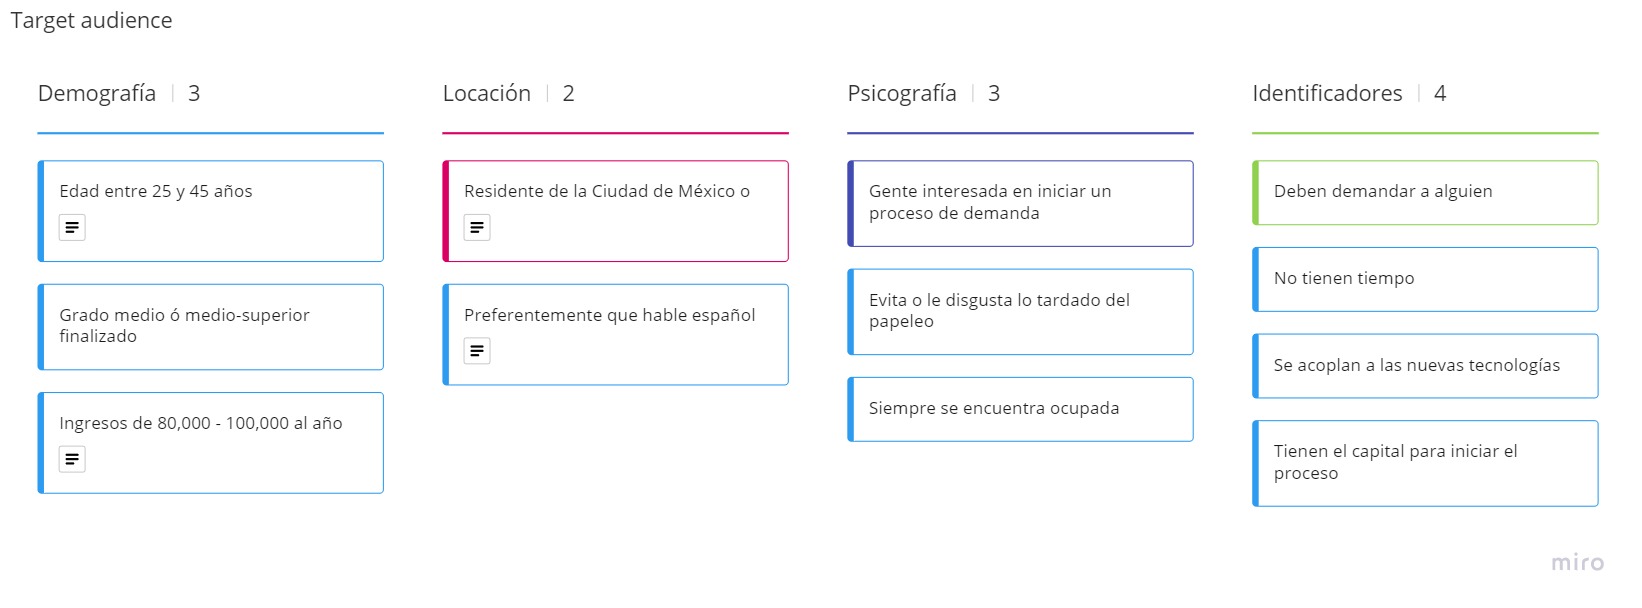 Target audience
Demografía | 3
Edad entre 25 y 45 años
Grado medio ó medio-superior
finalizado
Ingresos de 80,000 - 100,000 al año
Locación | 2
Residente de la Ciudad de México o
Preferentemente que hable español
Psicografía | 3
Gente interesada en iniciar un
proceso de demanda
Evita o le disgusta lo tardado del
papeleo
Siempre se encuentra ocupada
Identificadores | 4
Deben demandar a alguien
No tienen tiempo
Se acoplan a las nuevas tecnologías
Tienen el capital para iniciar el
proceso
miro